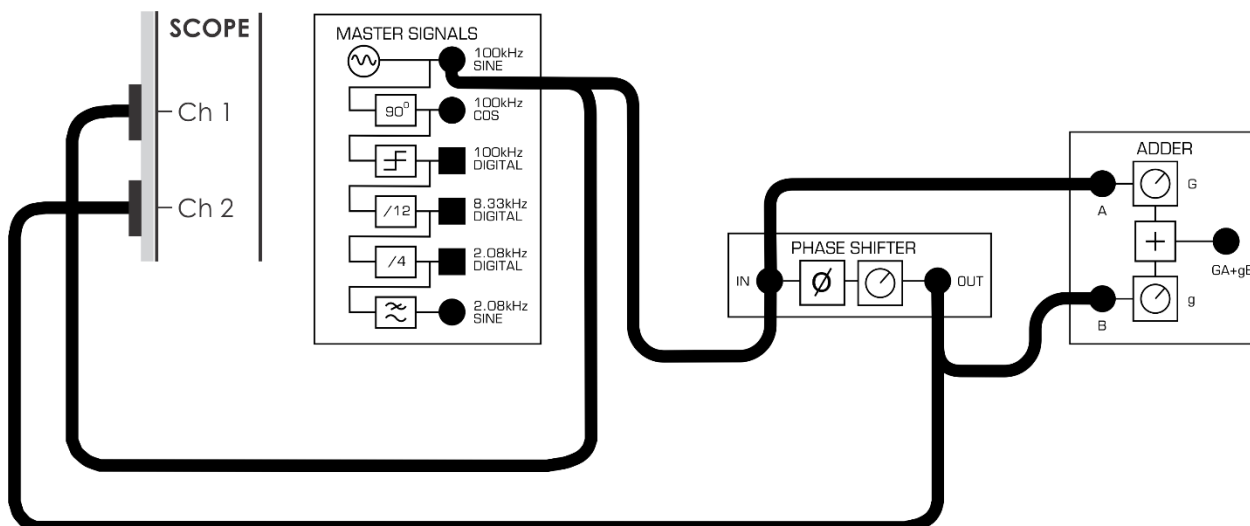 SCOPE
Ch 1
Ch 2
MASTER SIGNALS
100kHz
SINE
90°
100kHz
COS
100kHz
DIGITAL
/12
8.33kHz
DIGITAL
/4
2.08kHz
DIGITAL
2.08kHz
SINE
PHASE SHIFTER
IN
Ø
OUT
ADDER
G
A
+
GA+gB
B
g